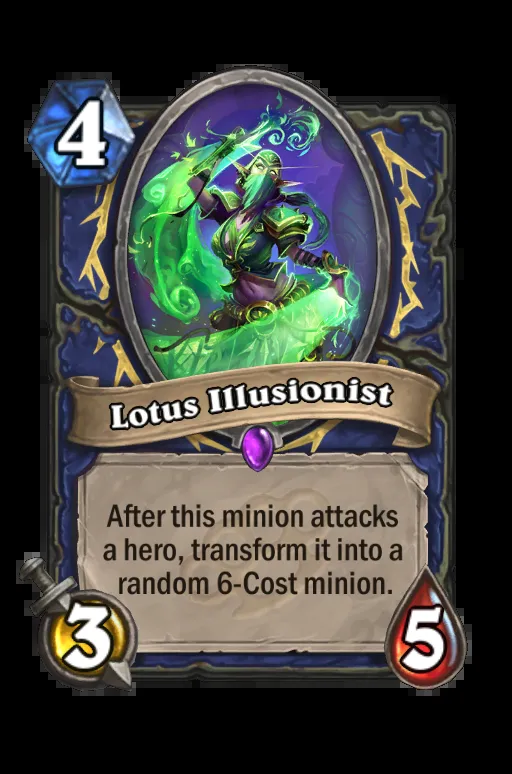 4
Lotus Illusionist
After this minion attacks
a hero, transform it into a
random 6-Cost minion.
3
5